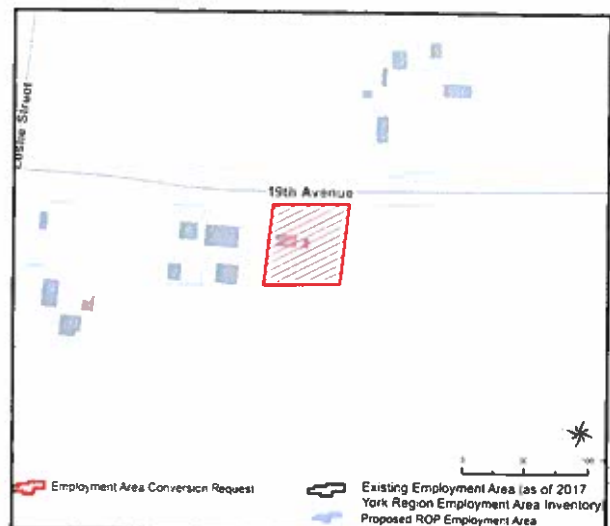 Leslie Street
19th Avenue
Employment Area Conversion Request
Existing Employment Area (as of 2017
York Region Employment Area Inventory)
Proposed ROP Employment Area